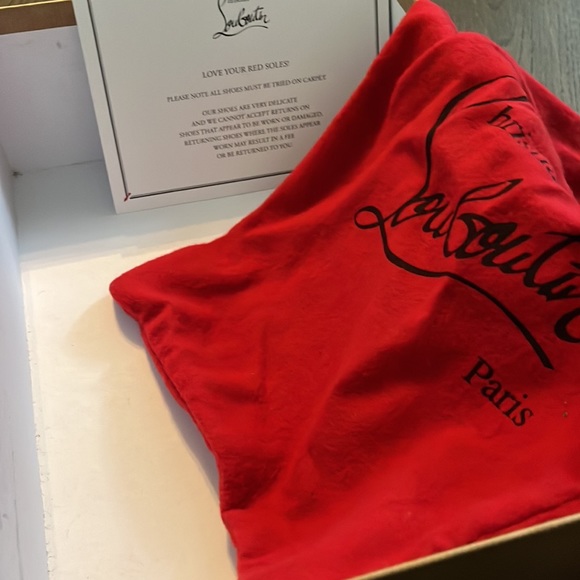 Louboutin
LOVE YOUR RED SOLES!
PLEASE NOTE, ALL SHOES MUST BE TRIED ON CARPET.
OUR SHOES ARE VERY DELICATE
AND WE CANNOT ACCEPT RETURNS ON
SHOES THAT APPEAR TO BE WORN OR DAMAGED,
RETURNING SHOES WHERE THE SOLES APPEAR
WORN MAY RESULT IN A FEE
OR BE RETURNED TO YOU
Louboutin
Paris